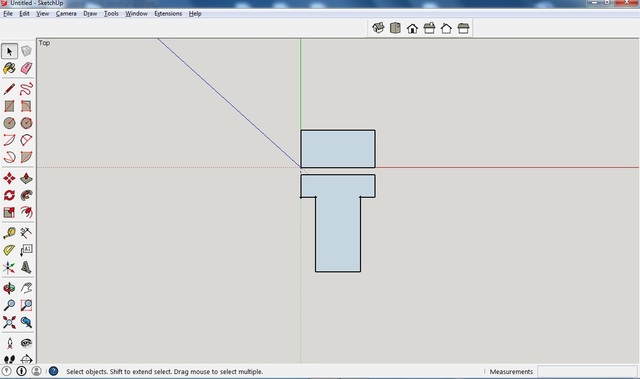 Untitled - SketchUp
File Edit View Camera Draw Tools Window Extensions Help
Top
A1
Select objects. Shift to extend select. Drag mouse to select multiple.
Measurements